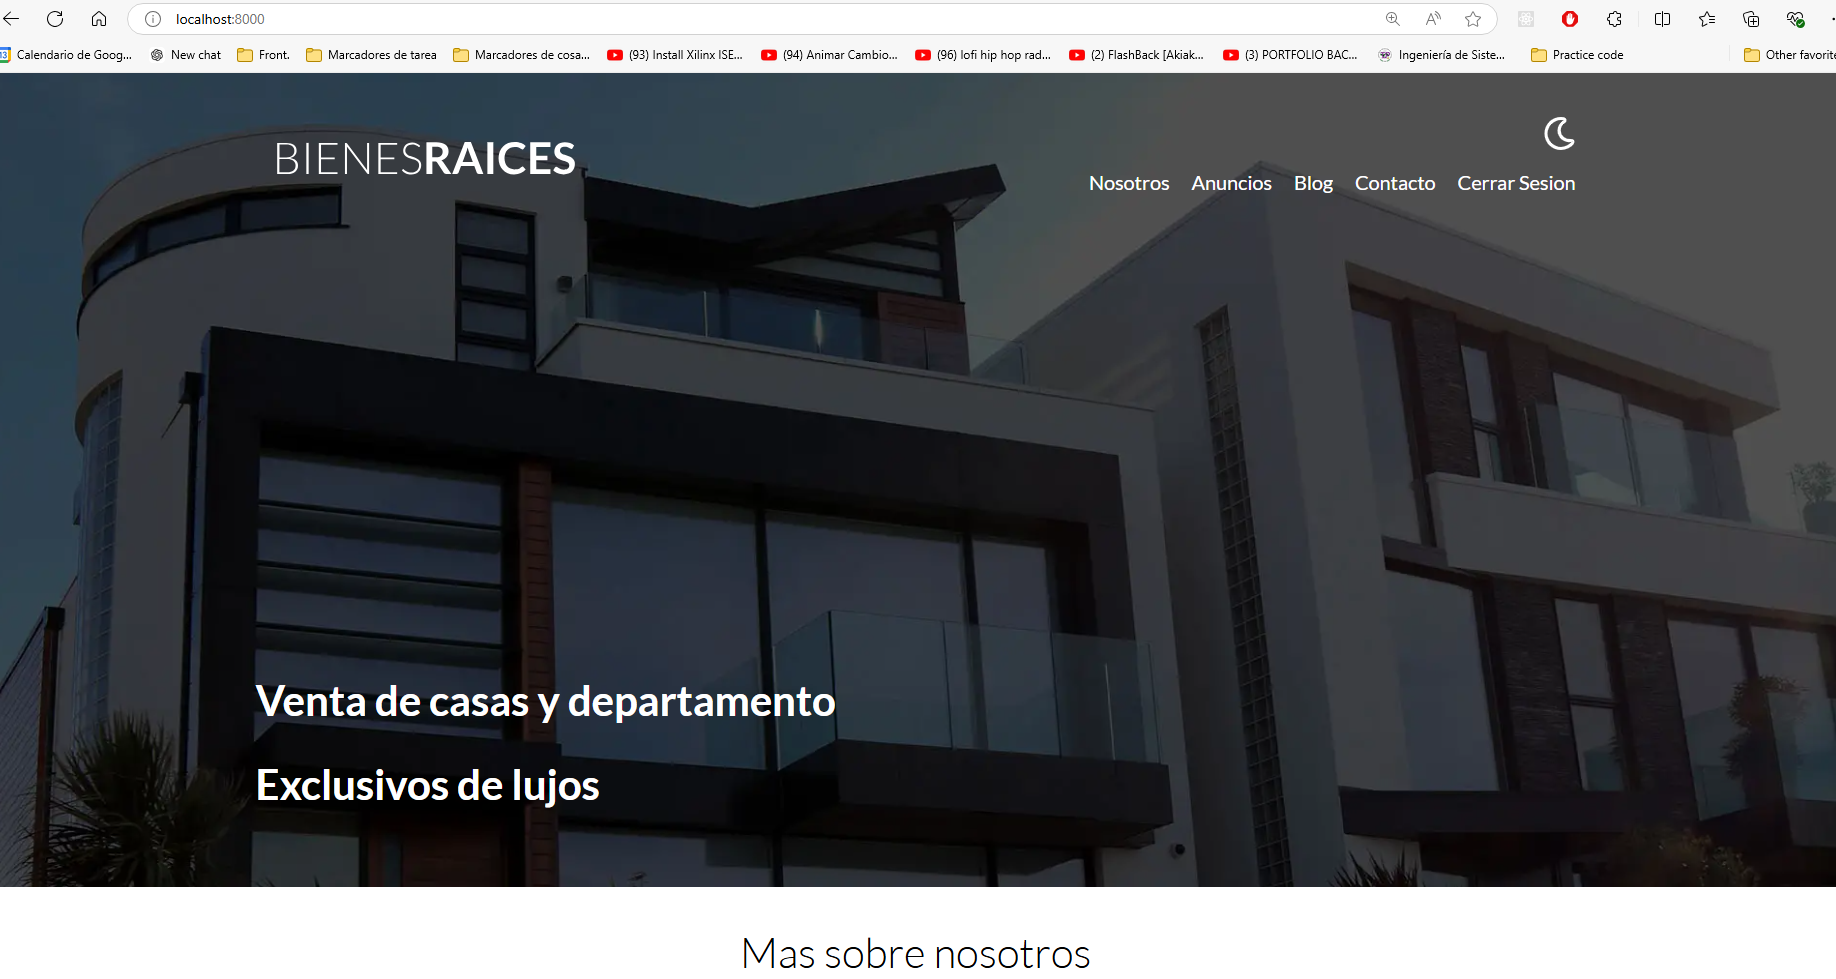 localhost:8000
Calendario de Goog... New chat Front. Marcadores de tarea Marcadores de cosa... (93) Install Xilinx ISE... (94) Animar Cambio... (96) lofi hip hop rad... (2) FlashBack [Akiak... (3) PORTFOLIO BAC... Ingeniería de Siste... Practice code Other favorite
BIENESRAICES
Nosotros Anuncios Blog Contacto Cerrar Sesion
Venta de casas y departamento
Exclusivos de lujos
Mas sobre nosotros